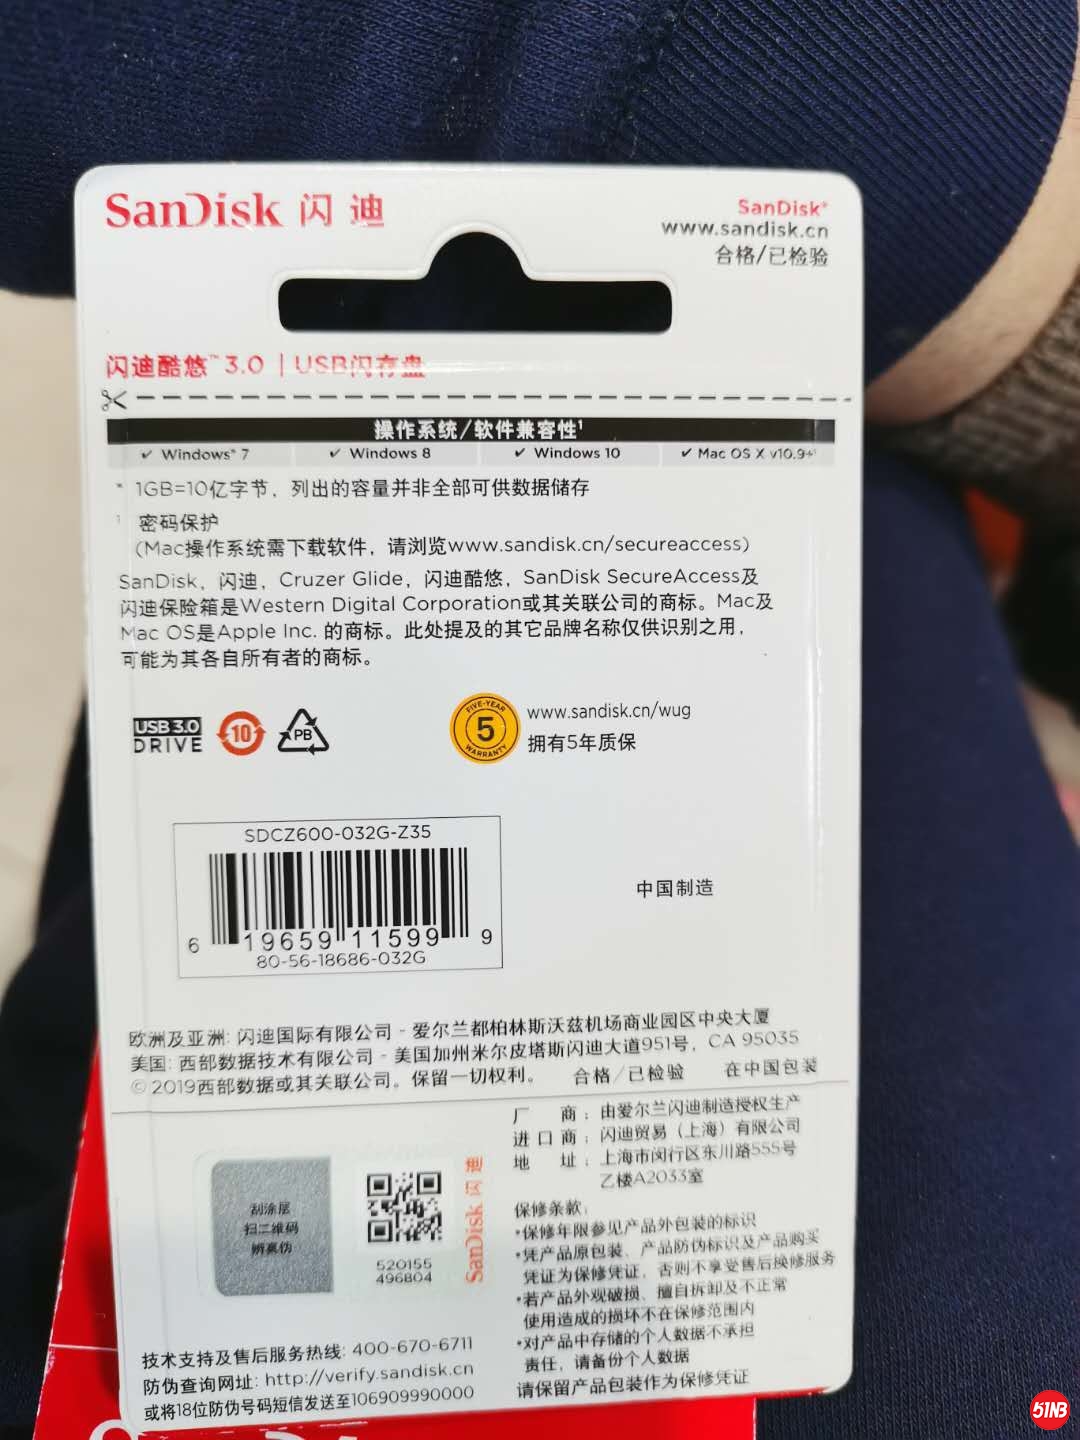 SanDisk 闪迪
SanDisk®
www.sandisk.cn
合格/已检验
闪迪酷悠™ 3.0 | USB闪存盘
操作系统/软件兼容性¹
✓ Windows® 7 ✓ Windows 8 ✓ Windows 10 ✓ Mac OS X v10.9+¹
* 1GB=10亿字节，列出的容量并非全部可供数据储存
¹ 密码保护
(Mac操作系统需下载软件，请浏览www.sandisk.cn/secureaccess)
SanDisk，闪迪，Cruzer Glide，闪迪酷悠，SanDisk SecureAccess及
闪迪保险箱是Western Digital Corporation或其关联公司的商标。Mac及
Mac OS是Apple Inc. 的商标。此处提及的其它品牌名称仅供识别之用，
可能为其各自所有者的商标。
USB 3.0
DRIVE
10
PB
FIVE-YEAR
5
WARRANTY
www.sandisk.cn/wug
拥有5年质保
SDCZ600-032G-Z35
6 19659 11599 9
80-56-18686-032G
中国制造
欧洲及亚洲: 闪迪国际有限公司 - 爱尔兰都柏林斯沃兹机场商业园区中央大厦
美国: 西部数据技术有限公司 - 美国加州米尔皮塔斯闪迪大道951号，CA 95035
© 2019西部数据或其关联公司。保留一切权利。 合格/已检验 在中国包装
厂 商：由爱尔兰闪迪制造授权生产
进口商：闪迪贸易（上海）有限公司
地 址：上海市闵行区东川路555号
乙楼A2033室
刮涂层
扫二维码
辨真伪
520155
496804
SanDisk 闪迪
保修条款:
•保修年限参见产品外包装的标识
•凭产品原包装、产品防伪标识及产品购买
凭证为保修凭证，否则不享受售后换修服务
•若产品外观破损、擅自拆卸及不正常
使用造成的损坏不在保修范围内
•对产品中存储的个人数据不承担
责任，请备份个人数据
请保留产品包装作为保修凭证
技术支持及售后服务热线: 400-670-6711
防伪查询网址: http://verify.sandisk.cn
或将18位防伪号码短信发送至106909990000
51NB